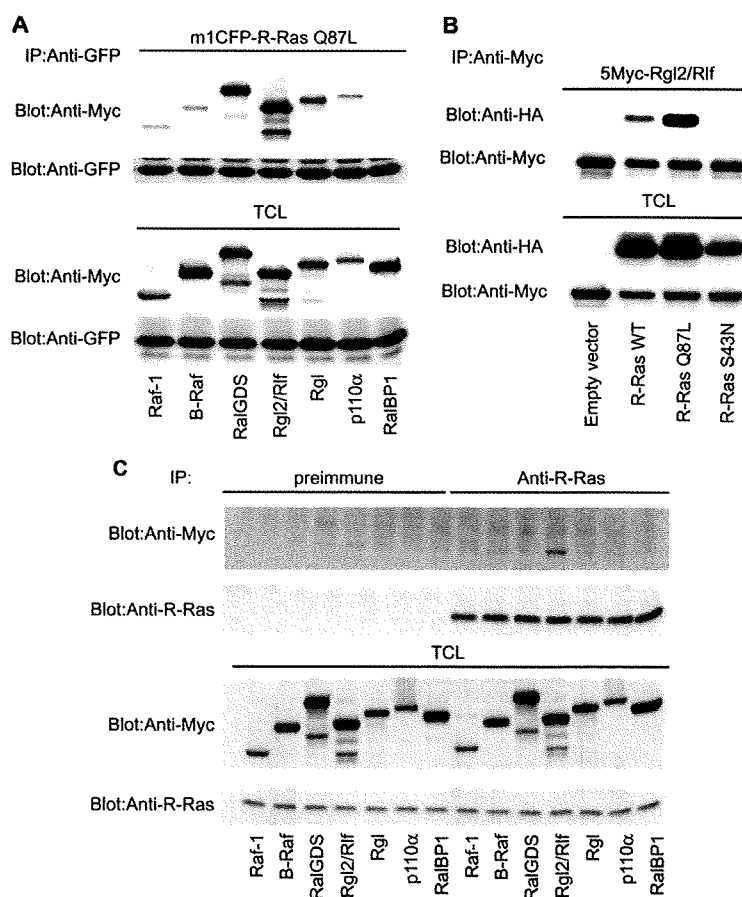 A
m1CFP-R-Ras Q87L
IP:Anti-GFP
Blot:Anti-Myc
Blot:Anti-GFP
TCL
Blot:Anti-Myc
Blot:Anti-GFP
Raf-1
B-Raf
RalGDS
Rgl2/Rlf
Rgl
p110α
RalBP1
B
IP:Anti-Myc
5Myc-Rgl2/Rlf
Blot:Anti-HA
Blot:Anti-Myc
TCL
Blot:Anti-HA
Blot:Anti-Myc
Empty vector
R-Ras WT
R-Ras Q87L
R-Ras S43N
C
IP:
preimmune
Anti-R-Ras
Blot:Anti-Myc
Blot:Anti-R-Ras
TCL
Blot:Anti-Myc
Blot:Anti-R-Ras
Raf-1
B-Raf
RalGDS
Rgl2/Rlf
Rgl
p110α
RalBP1
Raf-1
B-Raf
RalGDS
Rgl2/Rlf
Rgl
p110α
RalBP1